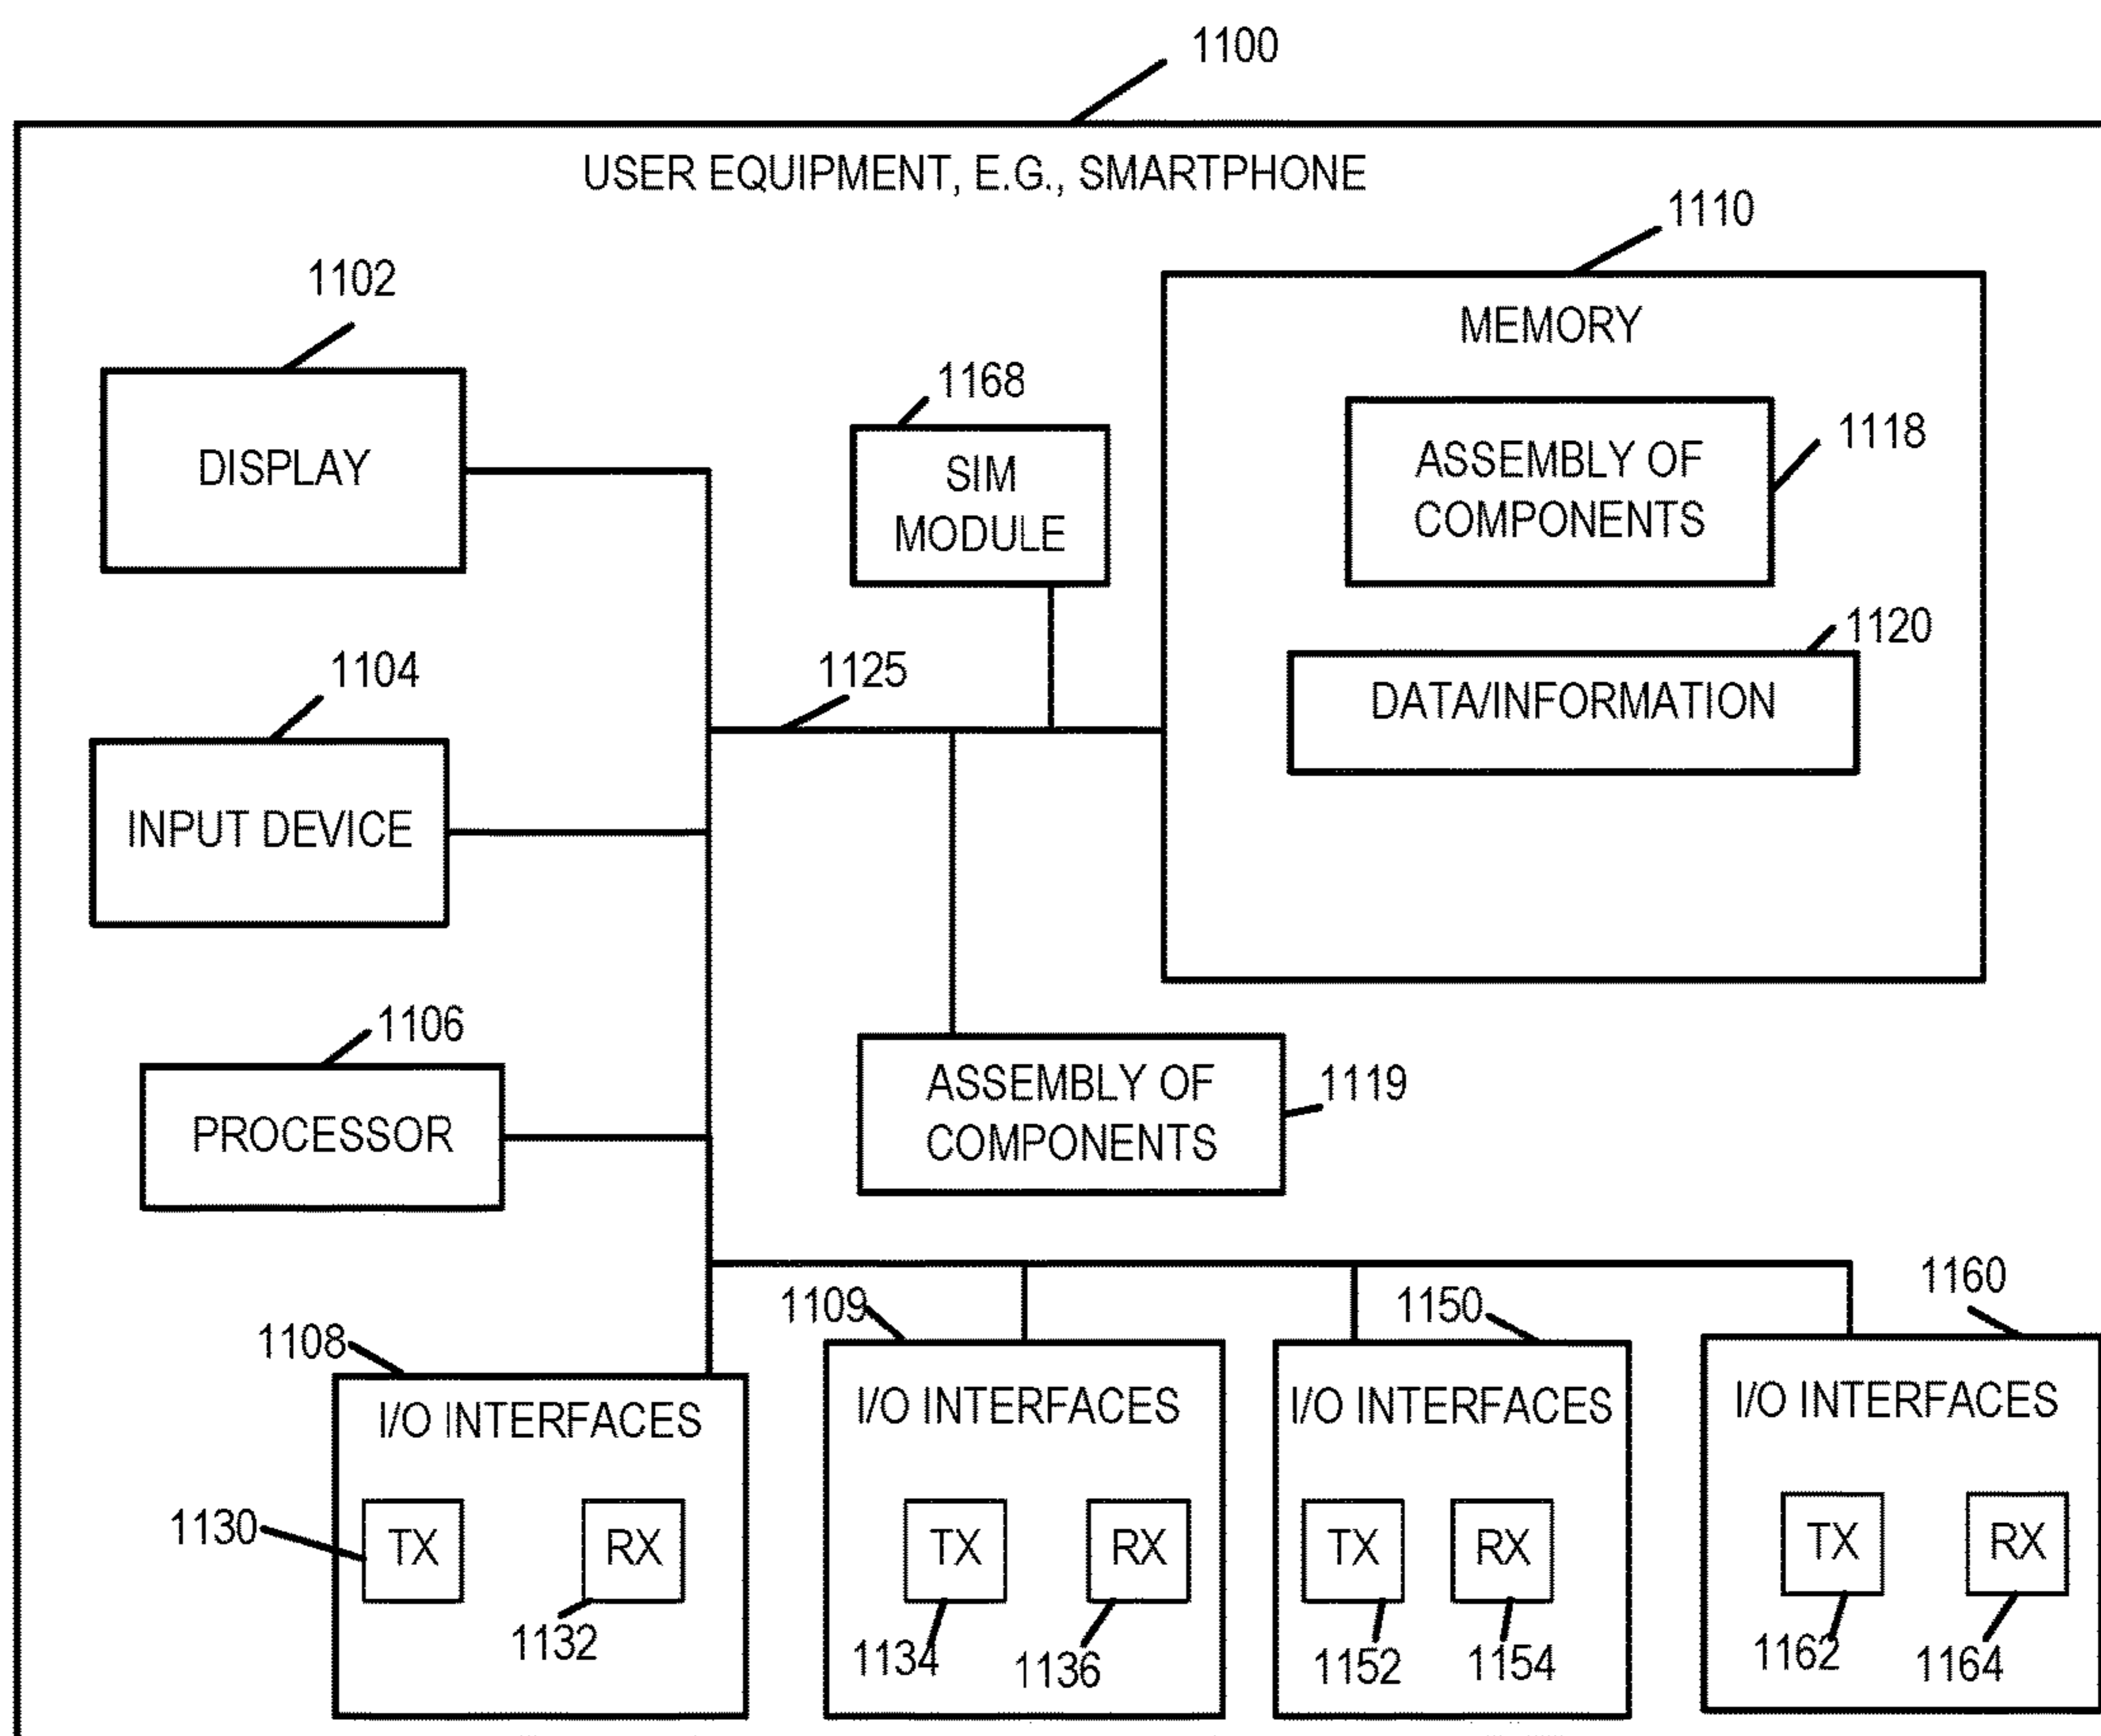 1100
USER EQUIPMENT, E.G., SMARTPHONE
1110
1102
MEMORY
1168
DISPLAY
SIM
MODULE
ASSEMBLY OF
COMPONENTS
1118
1120
1104
1125
DATA/INFORMATION
INPUT DEVICE
1106
PROCESSOR
ASSEMBLY OF
COMPONENTS
1119
1108
1109
1150
1160
I/O INTERFACES
I/O INTERFACES
I/O INTERFACES
I/O INTERFACES
1130
TX
RX
TX
RX
TX
RX
TX
RX
1132
1134
1136
1152
1154
1162
1164